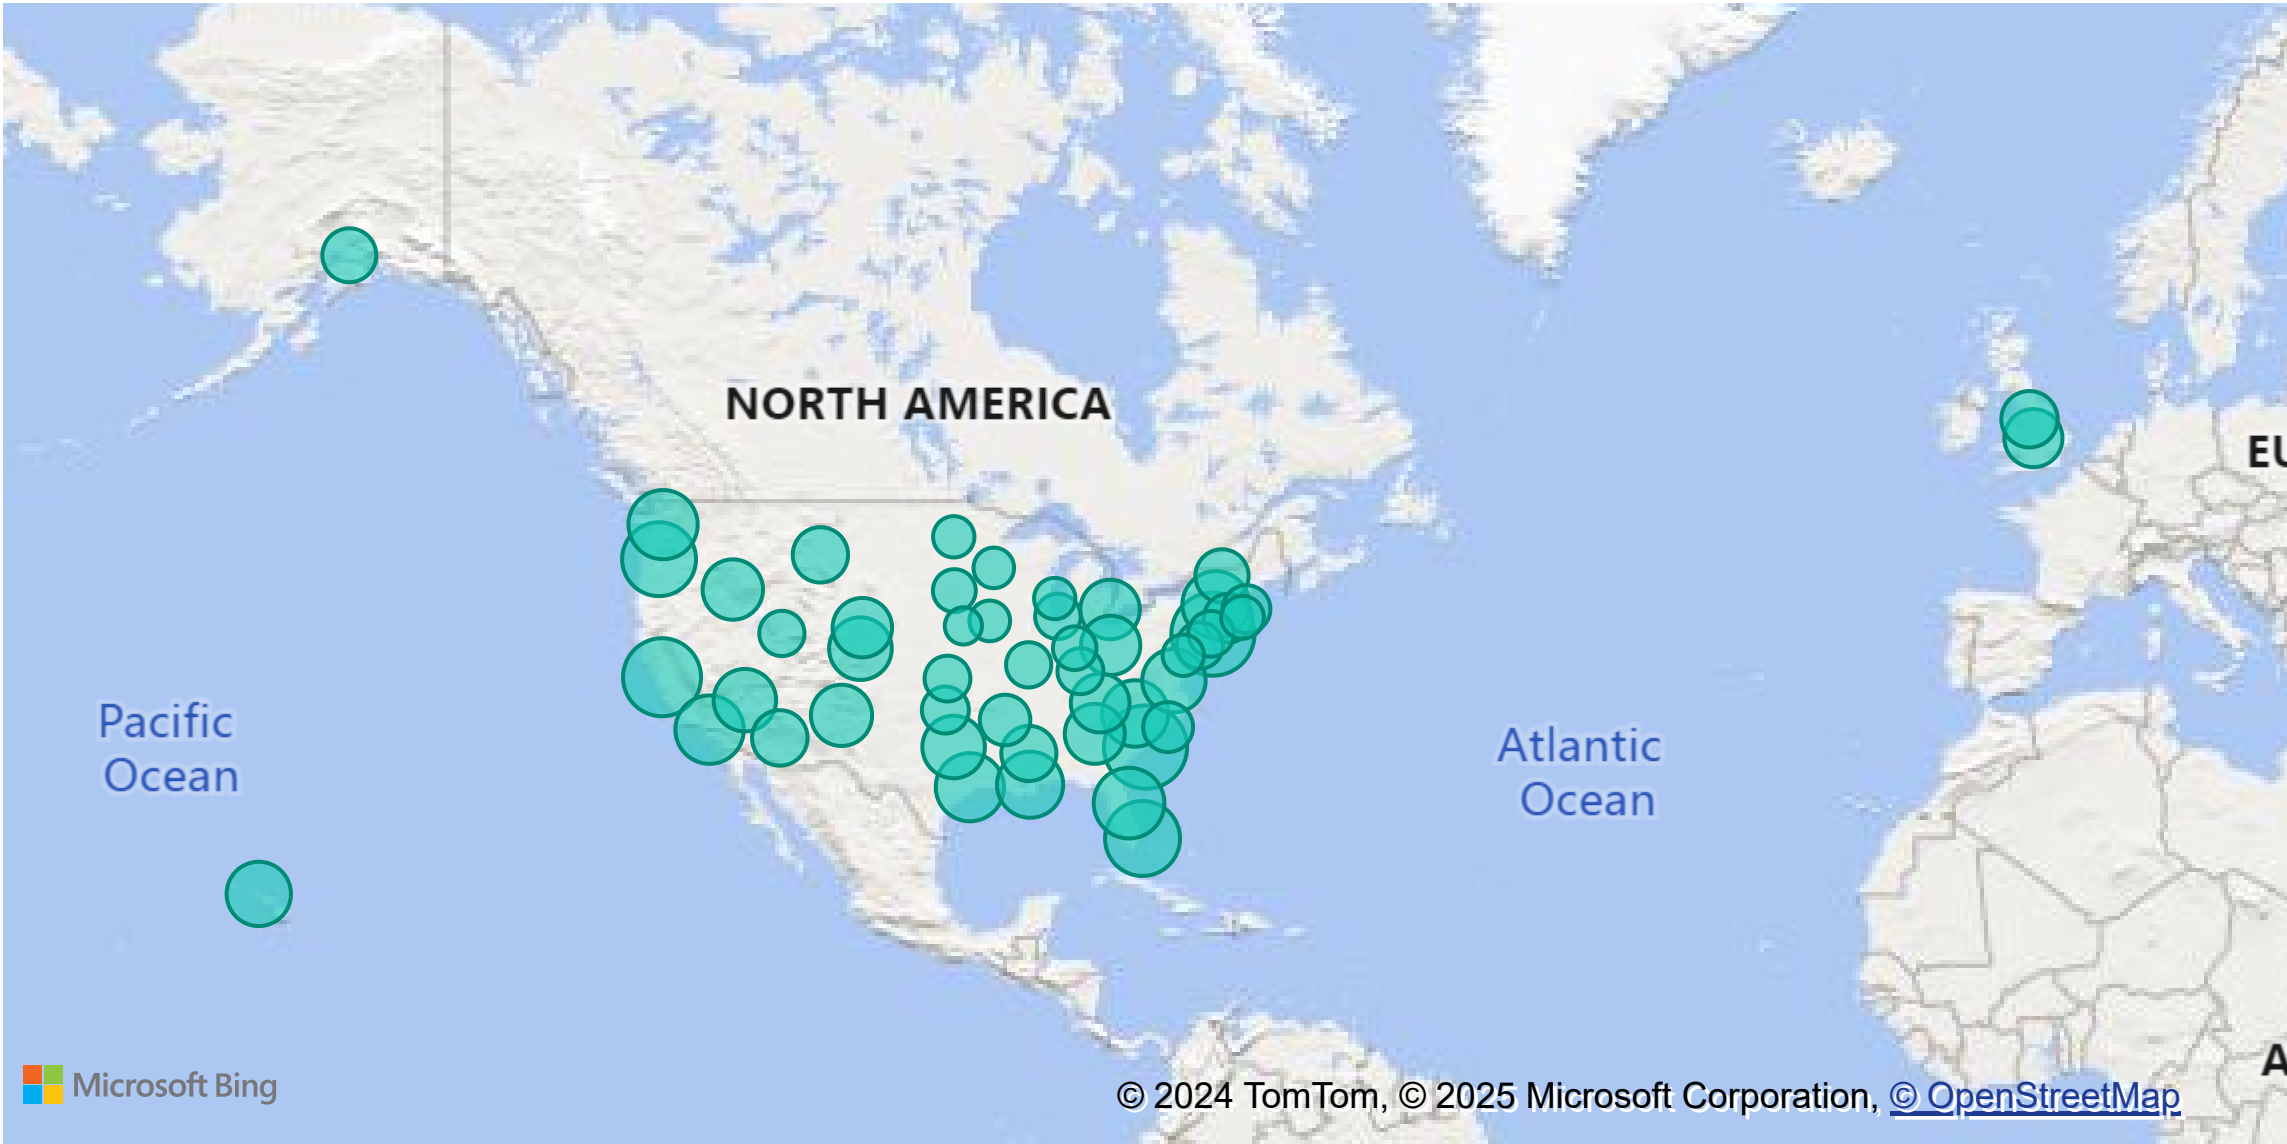 NORTH AMERICA
EU
Pacific
Ocean
Atlantic
Ocean
A
Microsoft Bing
© 2024 TomTom, © 2025 Microsoft Corporation, © OpenStreetMap